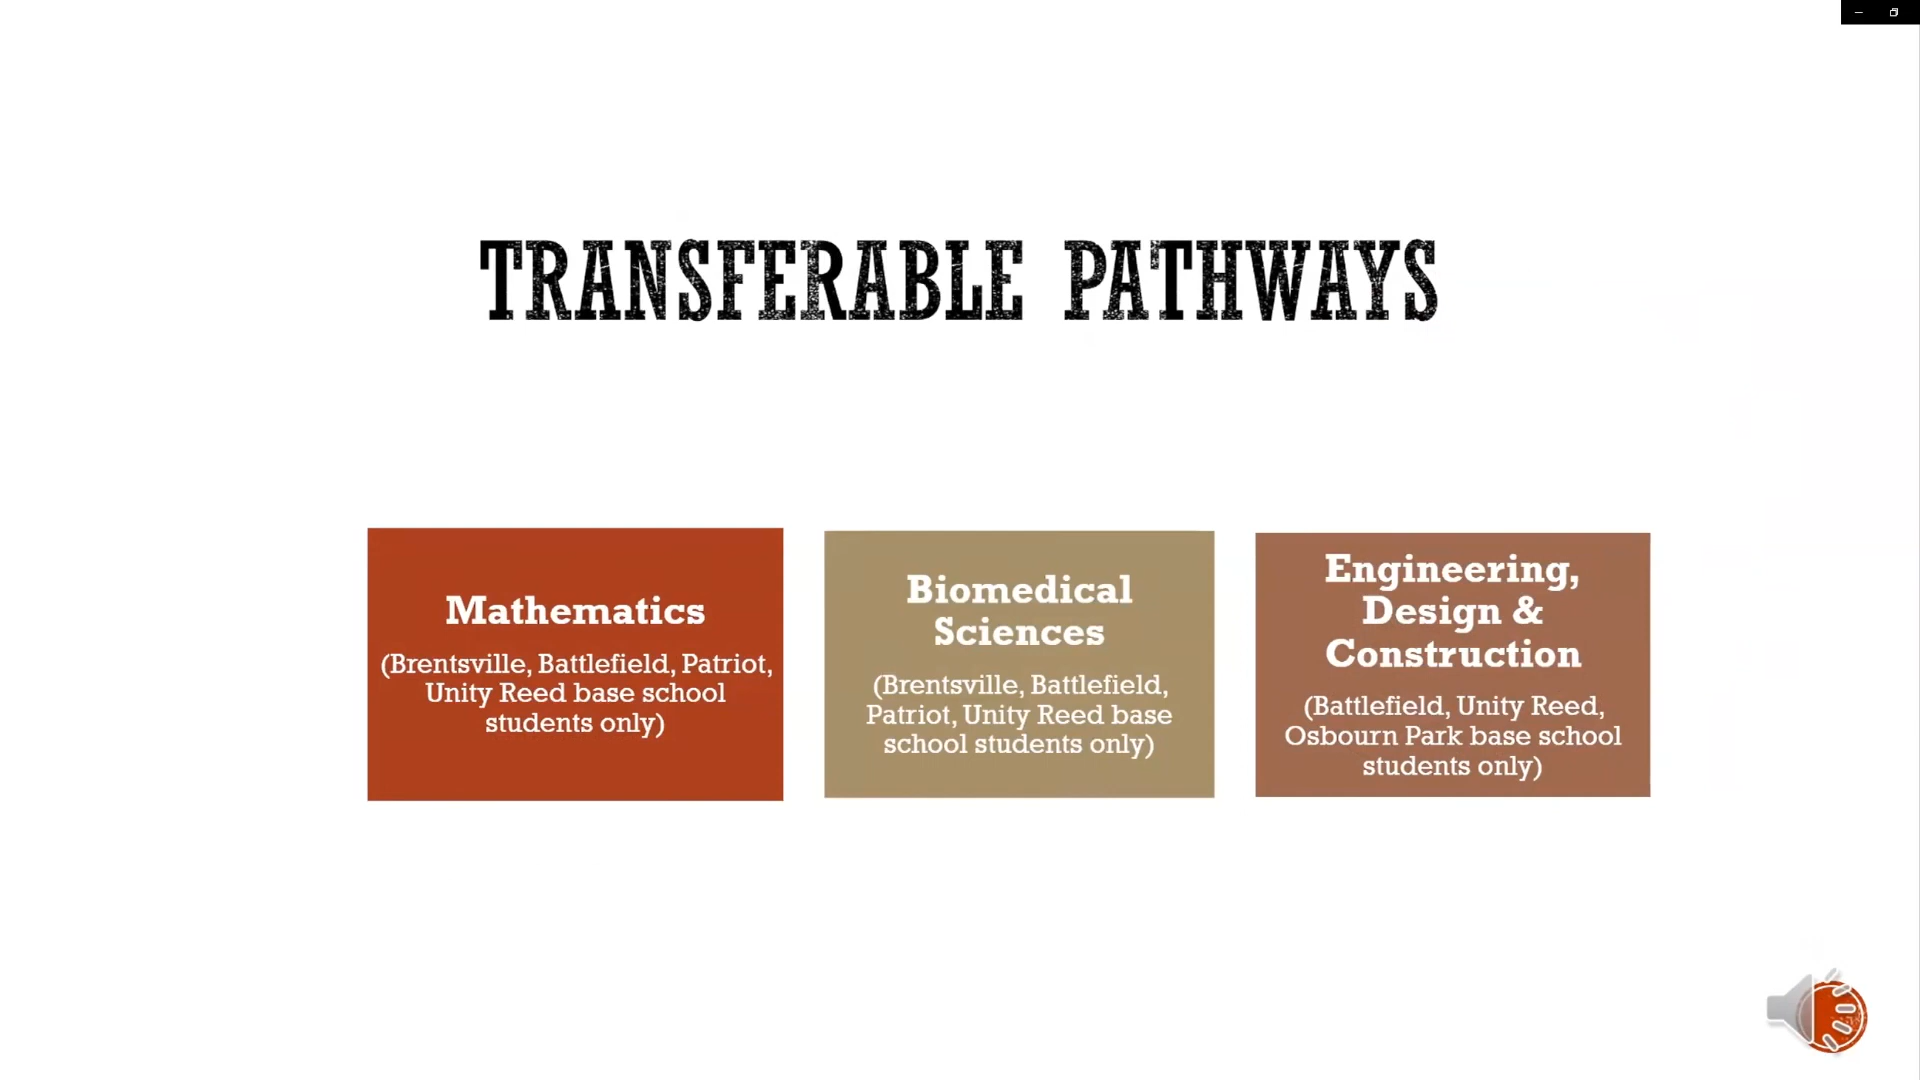 TRANSFERABLE PATHWAYS
Mathematics
(Brentsville, Battlefield, Patriot,
Unity Reed base school
students only)
Biomedical
Sciences
(Brentsville, Battlefield,
Patriot, Unity Reed base
school students only)
Engineering,
Design &
Construction
(Battlefield, Unity Reed,
Osbourn Park base school
students only)